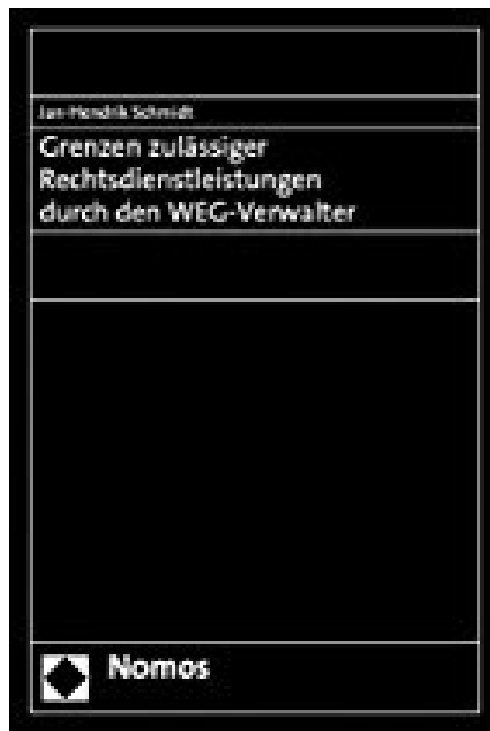 Jan-Hendrik Schmidt
Grenzen zulässiger
Rechtsdienstleistungen
durch den WEG-Verwalter
Nomos